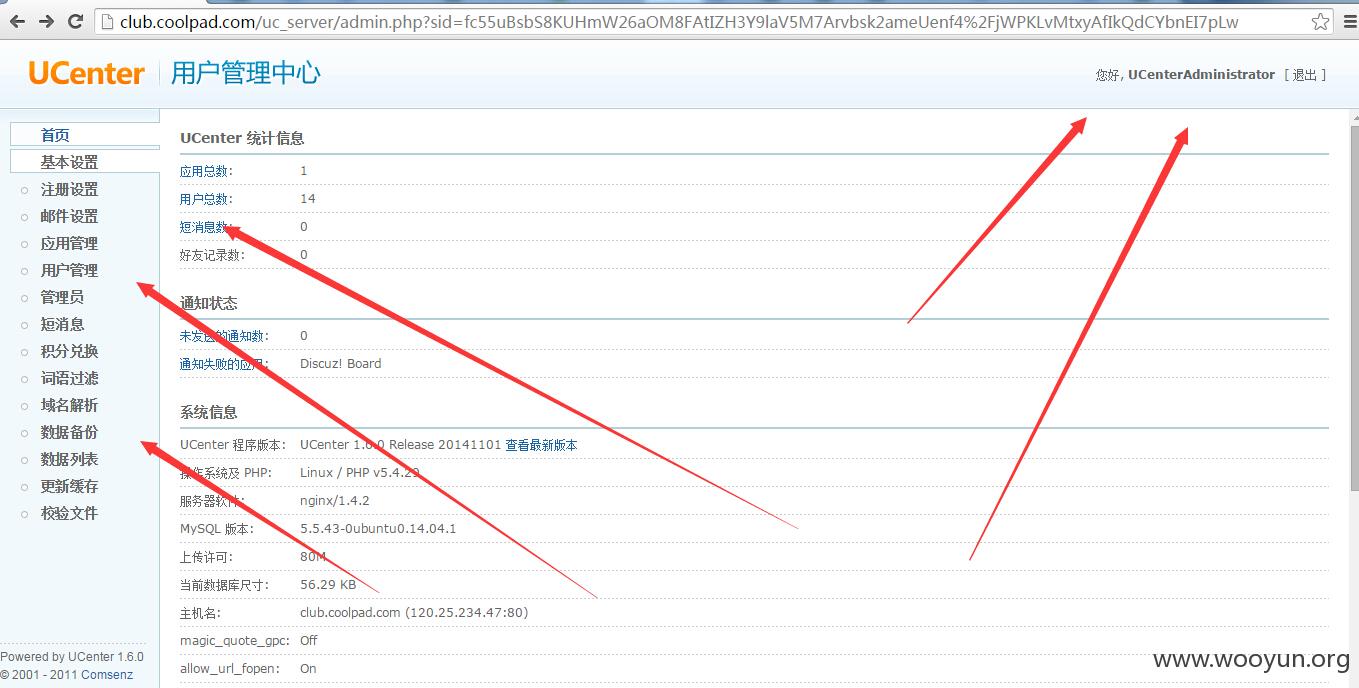 club.coolpad.com/uc_server/admin.php?sid=fc55uBsbS8KUHmW26aOM8FAtIZH3Y9laV5M7Arvbsk2ameUenf4%2FjWPKLvMtxyAfIkQdCYbnEI7pLw
UCenter 用户管理中心
您好, UCenterAdministrator [ 退出 ]
首页
基本设置
注册设置
邮件设置
应用管理
用户管理
管理员
短消息
积分兑换
词语过滤
域名解析
数据备份
数据列表
更新缓存
校验文件
Powered by UCenter 1.6.0
© 2001 - 2011 Comsenz
UCenter 统计信息
应用总数: 1
用户总数: 14
短消息数: 0
好友记录数: 0
通知状态
未发送的通知数: 0
通知失败的应用: Discuz! Board
系统信息
UCenter 程序版本: UCenter 1.6.0 Release 20141101 查看最新版本
操作系统及 PHP: Linux / PHP v5.4.29
服务器软件: nginx/1.4.2
MySQL 版本: 5.5.43-0ubuntu0.14.04.1
上传许可: 80M
当前数据库尺寸: 56.29 KB
主机名: club.coolpad.com (120.25.234.47:80)
magic_quote_gpc: Off
allow_url_fopen: On
www.wooyun.org